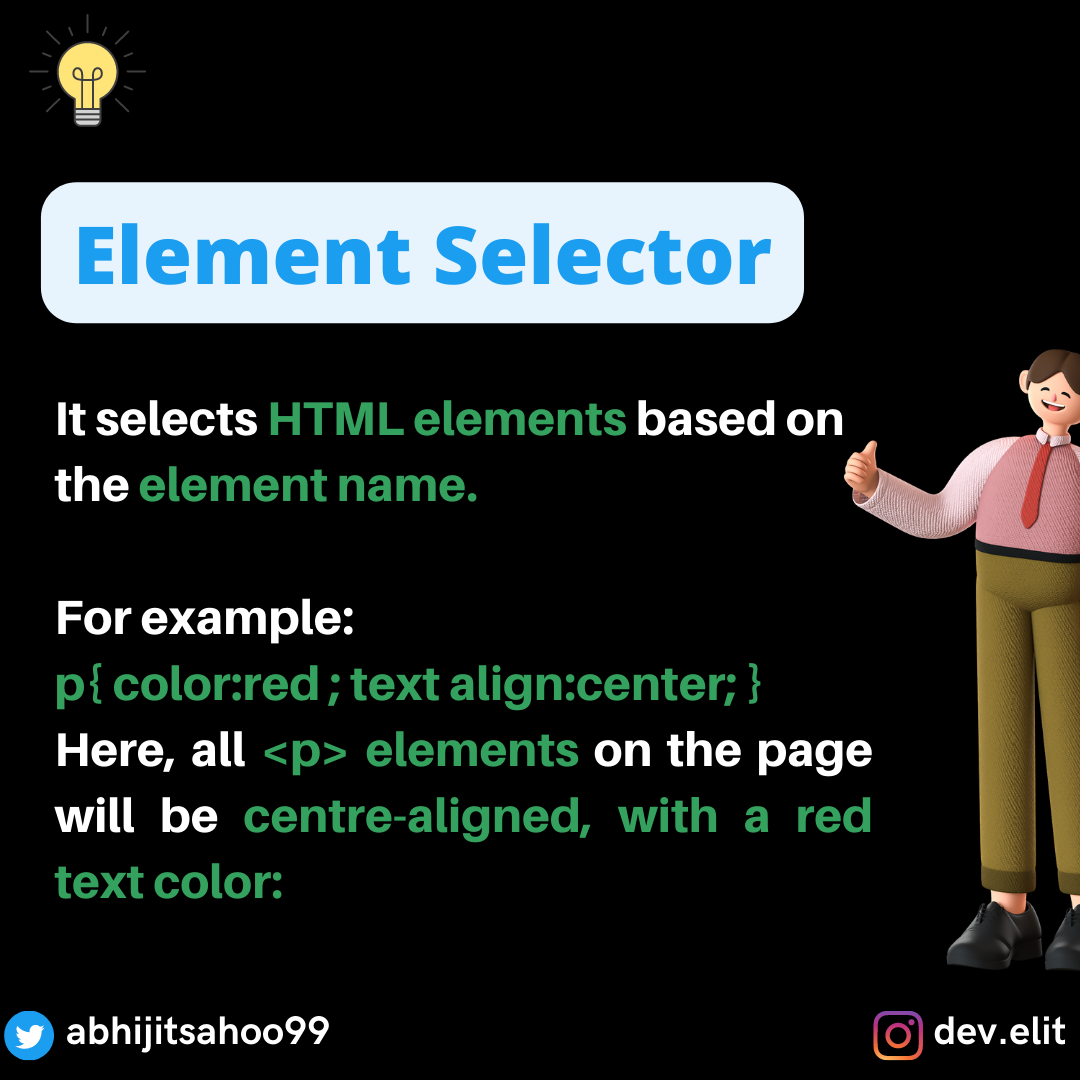 Element Selector
It selects HTML elements based on
the element name.
For example:
p{ color:red ; text align:center; }
Here, all <p> elements on the page
will be centre-aligned, with a red
text color:
abhijitsahoo99
dev.elit